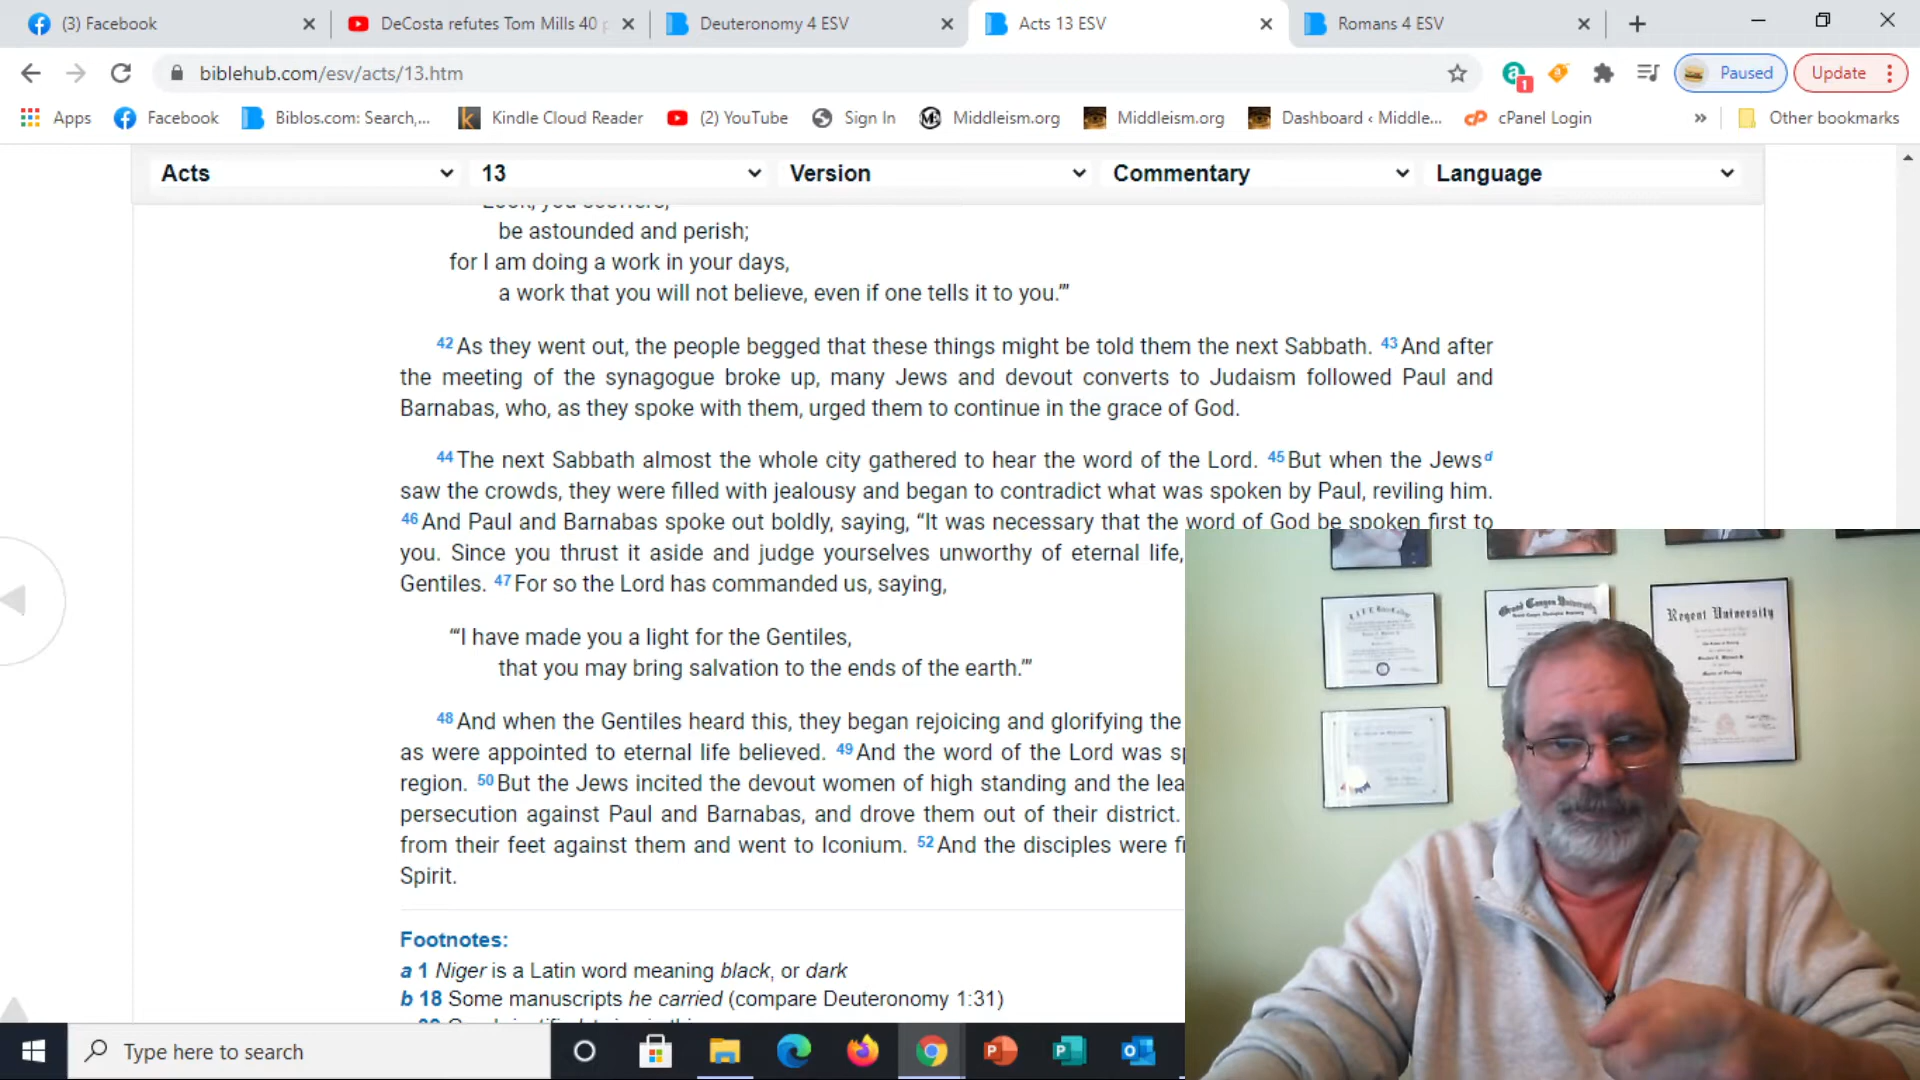 (3) Facebook
DeCosta refutes Tom Mills 40
Deuteronomy 4 ESV
Acts 13 ESV
Romans 4 ESV
biblehub.com/esv/acts/13.htm
1
Paused
Update
Apps
Facebook
Biblos.com: Search,...
Kindle Cloud Reader
(2) YouTube
Sign In
Middleism.org
Middleism.org
Dashboard ‹ Middle...
cPanel Login
Other bookmarks
Acts
13
Version
Commentary
Language
be astounded and perish;
for I am doing a work in your days,
a work that you will not believe, even if one tells it to you.’”
42 As they went out, the people begged that these things might be told them the next Sabbath. 43 And after
the meeting of the synagogue broke up, many Jews and devout converts to Judaism followed Paul and
Barnabas, who, as they spoke with them, urged them to continue in the grace of God.
44 The next Sabbath almost the whole city gathered to hear the word of the Lord. 45 But when the Jews d
saw the crowds, they were filled with jealousy and began to contradict what was spoken by Paul, reviling him.
46 And Paul and Barnabas spoke out boldly, saying, “It was necessary that the word of God be spoken first to
you. Since you thrust it aside and judge yourselves unworthy of eternal life,
Gentiles. 47 For so the Lord has commanded us, saying,
“‘I have made you a light for the Gentiles,
that you may bring salvation to the ends of the earth.’”
48 And when the Gentiles heard this, they began rejoicing and glorifying the
as were appointed to eternal life believed. 49 And the word of the Lord was
region. 50 But the Jews incited the devout women of high standing and the
persecution against Paul and Barnabas, and drove them out of their district.
from their feet against them and went to Iconium. 52 And the disciples were
Spirit.
Footnotes:
a 1 Niger is a Latin word meaning black, or dark
b 18 Some manuscripts he carried (compare Deuteronomy 1:31)
Grand Canyon University
Regent University
Type here to search